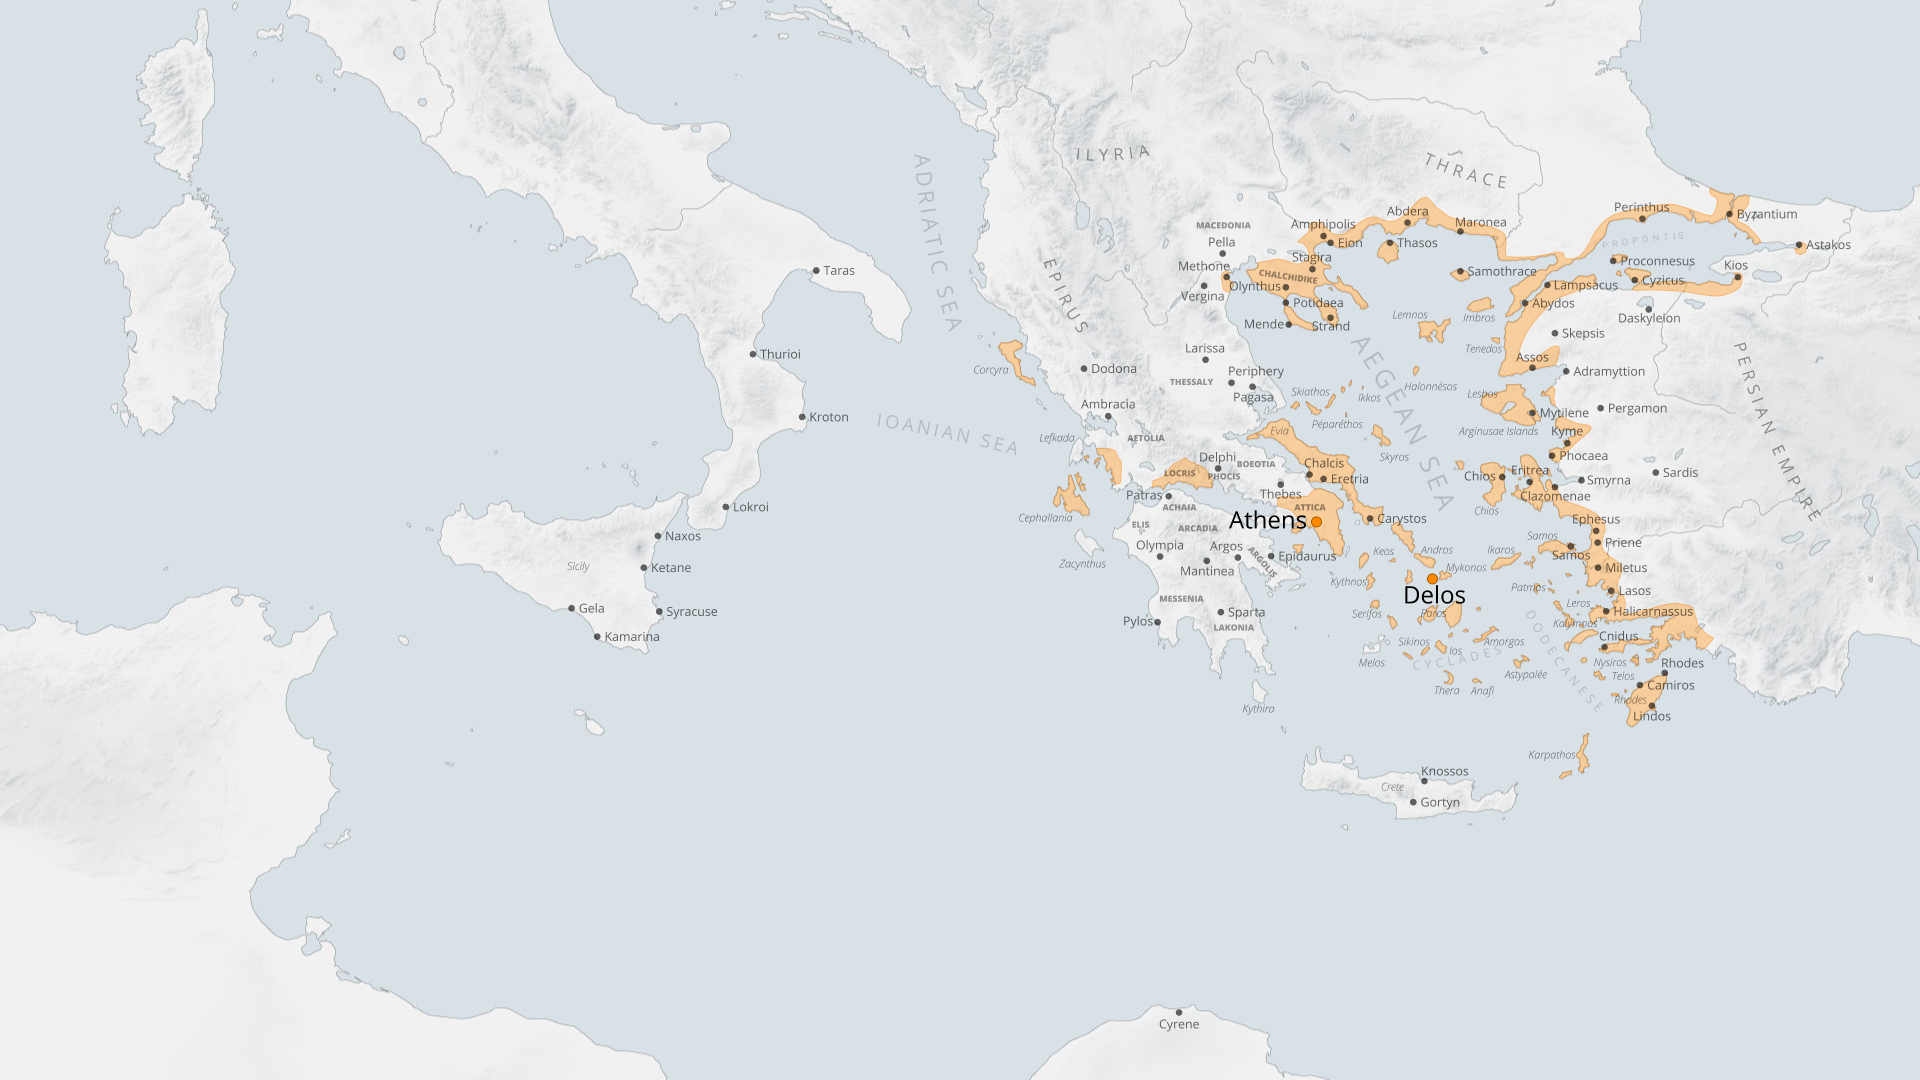 ILYRIA
THRACE
ADRIATIC SEA
MACEDONIA
Pella
Methone
Vergina
Amphipolis
Eion
Abdera
Maronea
Thasos
Stagira
CHALCHIDIKE
Olynthus
Potidaea
Mende
Strand
Samothrace
Perinthus
Byzantium
PROPONTIS
Astakos
Proconnesus
Kios
Cyzicus
Lampsacus
Abydos
Daskyleion
Imbros
Lemnos
Skepsis
Tenedos
Assos
Adramyttion
PERSIAN EMPIRE
Taras
EPIRUS
Thurioi
Corcyra
Dodona
Larissa
THESSALY
Periphery
Pagasa
AEGEAN SEA
Skiathos
Ikkos
Halonnésos
Péparéthos
Skyros
Lesbos
Mytilene
Pergamon
Arginusae Islands
Kyme
Phocaea
Kroton
IOANIAN SEA
Ambracia
Lefkada
AETOLIA
Evia
Delphi
LOCRIS
PHOCIS
BOEOTIA
Chalcis
Eretria
Thebes
Chios
Eritrea
Smyrna
Sardis
Clazomenae
Chios
Lokroi
Patras
ACHAIA
ATTICA
Cephallania
ELIS
ARCADIA
Athens
Carystos
Ephesus
Naxos
Olympia
Argos
ARGOLIS
Epidaurus
Zacynthus
Mantinea
Keos
Andros
Ikaros
Samos
Samos
Priene
Sicily
Ketane
Kythnos
Mykonos
Miletus
Patmos
Delos
Lasos
MESSENIA
Gela
Syracuse
Pylos
Sparta
LAKONIA
Serifos
Paros
Leros
Halicarnassus
Kalymnos
Kamarina
Sikinos
Ios
Amorgos
CYCLADES
DODECANESE
Cnidus
Melos
Astypalée
Nysiros
Telos
Rhodes
Thera
Anafi
Camiros
Rhodes
Lindos
Kythira
Karpathos
Knossos
Crete
Gortyn
Cyrene